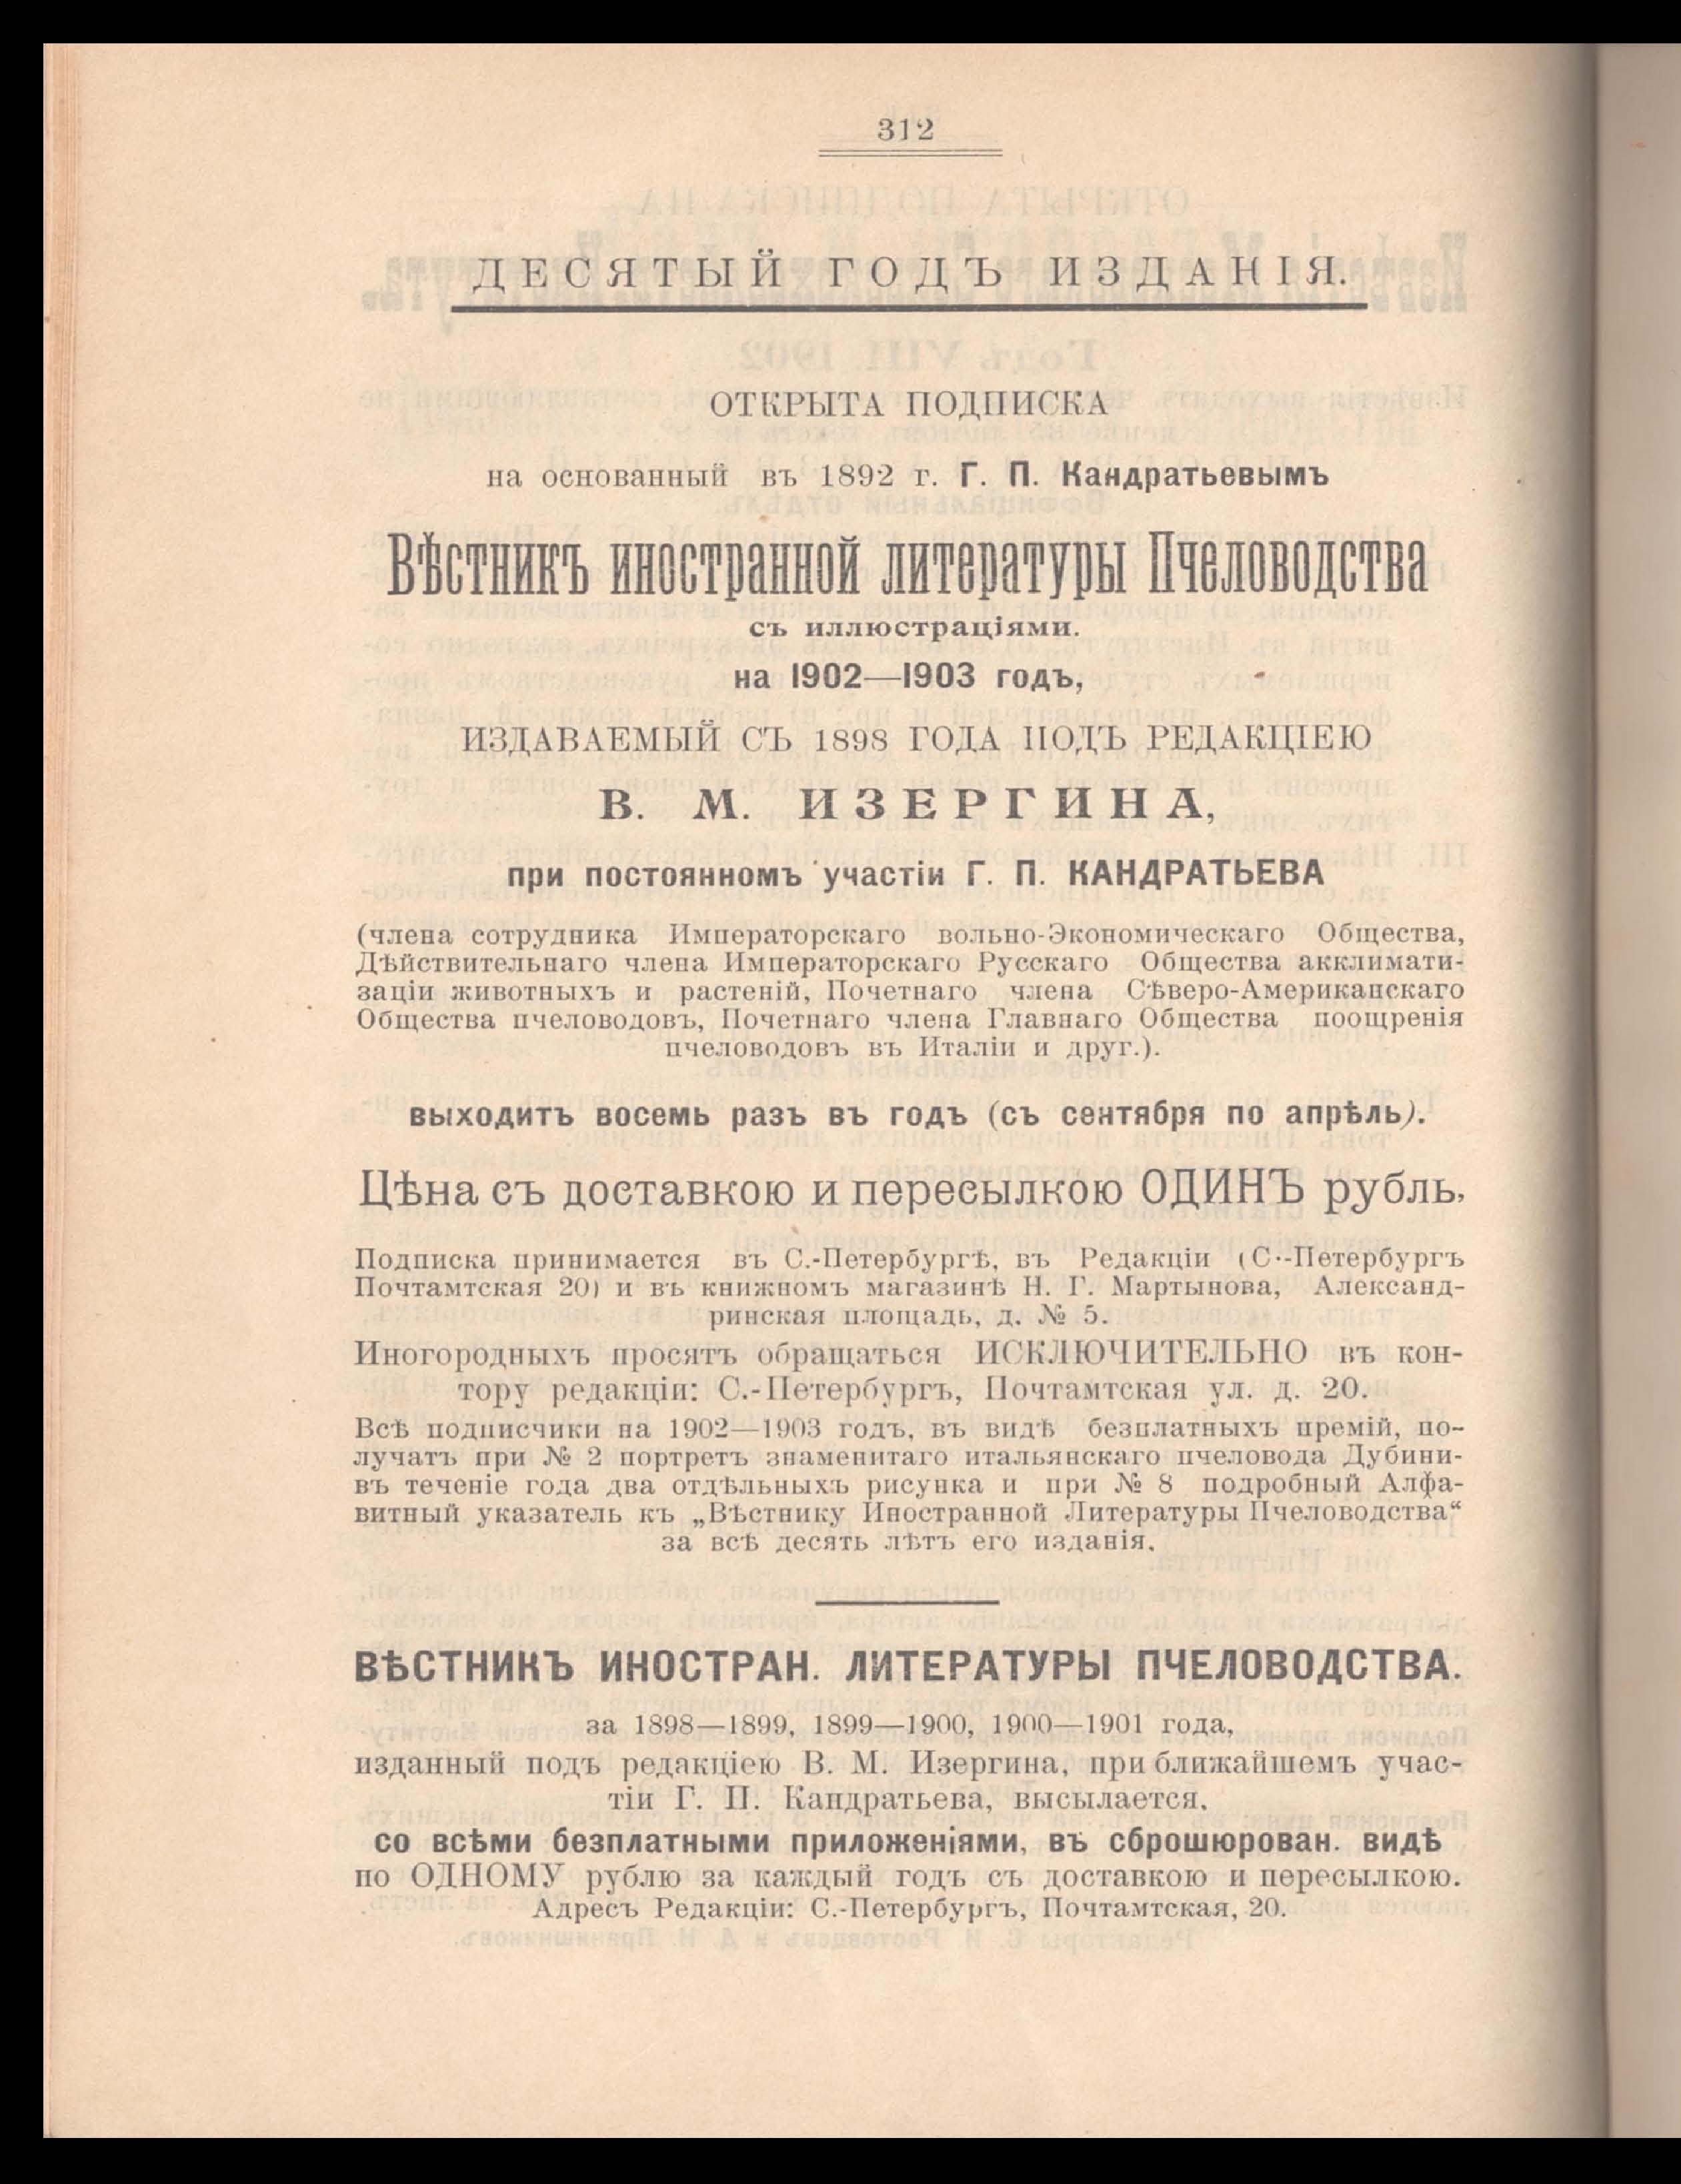 312
ДЕСЯТЫЙ ГОДЪ ИЗДАНІЯ.
ОТКРЫТА ПОДПИСКА
на основанный въ 1892 г. Г. П. Кандратьевымъ
Вѣстникъ иностранной литературы Пчеловодства
съ иллюстраціями.
на 1902—1903 годъ,
ИЗДАВАЕМЫЙ СЪ 1898 ГОДА ПОДЪ РЕДАКЦІЕЮ
В. М. ИЗЕРГИНА,
при постоянномъ участіи Г. П. КАНДРАТЬЕВА
(члена сотрудника Императорскаго вольно-Экономическаго Общества,
Дѣйствительнаго члена Императорскаго Русскаго Общества акклимати-
заціи животныхъ и растеній, Почетнаго члена Сѣверо-Американскаго
Общества пчеловодовъ, Почетнаго члена Главнаго Общества поощренія
пчеловодовъ въ Италіи и друг.).
выходитъ восемь разъ въ годъ (съ сентября по апрѣль).
Цѣна съ доставкою и пересылкою ОДИНЪ рубль,
Подписка принимается въ С.-Петербургѣ, въ Редакціи (С.-Петербургъ
Почтамтская 20) и въ книжномъ магазинѣ Н. Г. Мартынова, Александ-
ринская площадь, д. № 5.
Иногородныхъ просятъ обращаться ИСКЛЮЧИТЕЛЬНО въ кон-
тору редакціи: С.-Петербургъ, Почтамтская ул. д. 20.
Всѣ подписчики на 1902—1903 годъ, въ видѣ безплатныхъ премій, по-
лучатъ при № 2 портретъ знаменитаго итальянскаго пчеловода Дубини-
въ теченіе года два отдѣльныхъ рисунка и при № 8 подробный Алфа-
витный указатель къ „Вѣстнику Иностранной Литературы Пчеловодства“
за всѣ десять лѣтъ его изданія.
ВѢСТНИКЪ ИНОСТРАН. ЛИТЕРАТУРЫ ПЧЕЛОВОДСТВА.
за 1898—1899, 1899—1900, 1900—1901 года,
изданный подъ редакціею В. М. Изергина, при ближайшемъ учас-
тіи Г. П. Кандратьева, высылается,
со всѣми безплатными приложеніями, въ сброшюрован. видѣ
по ОДНОМУ рублю за каждый годъ съ доставкою и пересылкою.
Адресъ Редакціи: С.-Петербургъ, Почтамтская, 20.